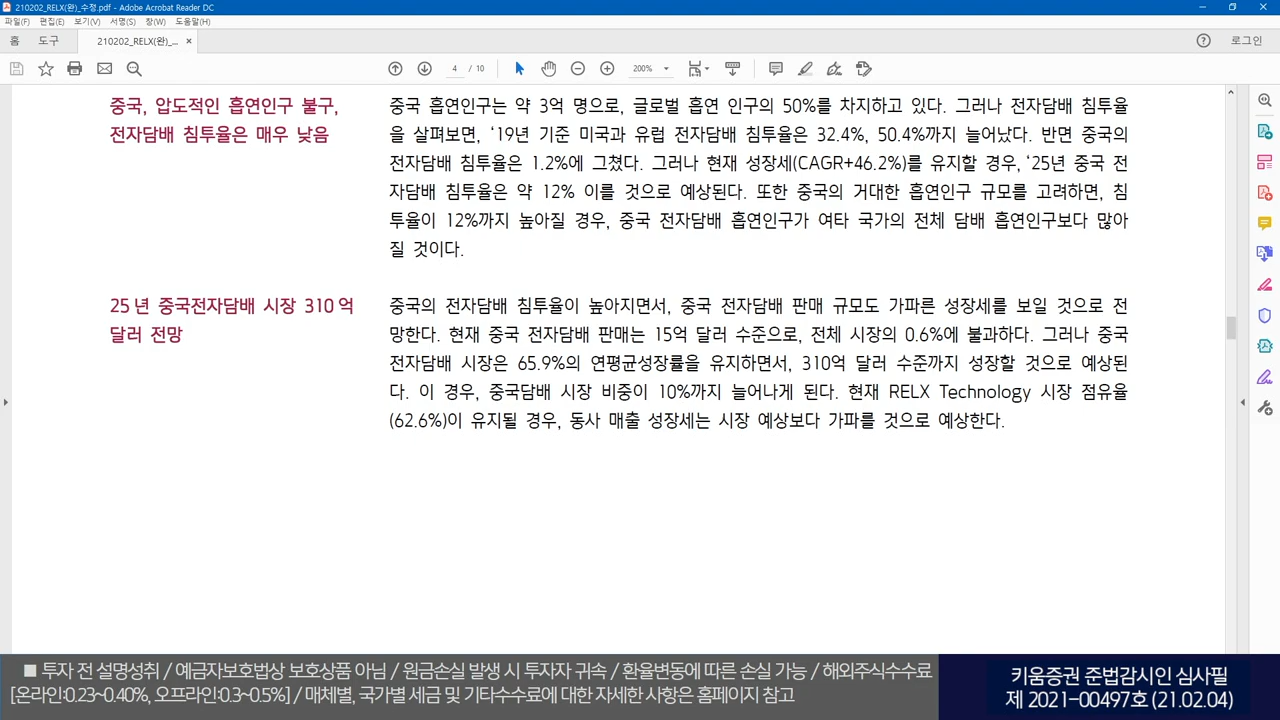 210202_RELX(완)_수정.pdf - Adobe Acrobat Reader DC
파일(F) 편집(E) 보기(V) 서명(S) 창(W) 도움말(H)
홈 도구 210202_RELX(완)_... × 로그인
4 / 10 200%
중국, 압도적인 흡연인구 불구,
전자담배 침투율은 매우 낮음
중국 흡연인구는 약 3억 명으로, 글로벌 흡연 인구의 50%를 차지하고 있다. 그러나 전자담배 침투율
을 살펴보면, ‘19년 기준 미국과 유럽 전자담배 침투율은 32.4%, 50.4%까지 늘어났다. 반면 중국의
전자담배 침투율은 1.2%에 그쳤다. 그러나 현재 성장세(CAGR+46.2%)를 유지할 경우, ‘25년 중국 전
자담배 침투율은 약 12% 이를 것으로 예상된다. 또한 중국의 거대한 흡연인구 규모를 고려하면, 침
투율이 12%까지 높아질 경우, 중국 전자담배 흡연인구가 여타 국가의 전체 담배 흡연인구보다 많아
질 것이다.
25년 중국전자담배 시장 310억
달러 전망
중국의 전자담배 침투율이 높아지면서, 중국 전자담배 판매 규모도 가파른 성장세를 보일 것으로 전
망한다. 현재 중국 전자담배 판매는 15억 달러 수준으로, 전체 시장의 0.6%에 불과하다. 그러나 중국
전자담배 시장은 65.9%의 연평균성장률을 유지하면서, 310억 달러 수준까지 성장할 것으로 예상된
다. 이 경우, 중국담배 시장 비중이 10%까지 늘어나게 된다. 현재 RELX Technology 시장 점유율
(62.6%)이 유지될 경우, 동사 매출 성장세는 시장 예상보다 가파를 것으로 예상한다.
■ 투자 전 설명성취 / 예금자보호법상 보호상품 아님 / 원금손실 발생 시 투자자 귀속 / 환율변동에 따른 손실 가능 / 해외주식수수료
[온라인:0.23~0.40%, 오프라인:0.3~0.5%] / 매체별, 국가별 세금 및 기타수수료에 대한 자세한 사항은 홈페이지 참고
키움증권 준법감시인 심사필
제 2021-00497호 (21.02.04)